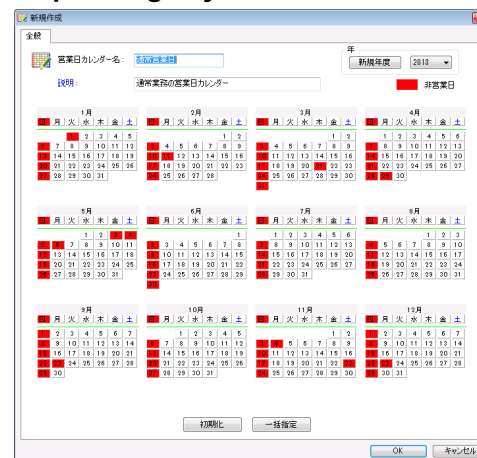 新規作成
全般
営業日カレンダー名：
通常営業日
年
新規年度
2013
説明：
通常業務の営業日カレンダー
非営業日
1月
日 月 火 水 木 金 土
1 2 3 4 5
6 7 8 9 10 11 12
13 14 15 16 17 18 19
20 21 22 23 24 25 26
27 28 29 30 31
2月
日 月 火 水 木 金 土
1 2
3 4 5 6 7 8 9
10 11 12 13 14 15 16
17 18 19 20 21 22 23
24 25 26 27 28
3月
日 月 火 水 木 金 土
1 2
3 4 5 6 7 8 9
10 11 12 13 14 15 16
17 18 19 20 21 22 23
24 25 26 27 28 29 30
31
4月
日 月 火 水 木 金 土
1 2 3 4 5 6
7 8 9 10 11 12 13
14 15 16 17 18 19 20
21 22 23 24 25 26 27
28 29 30
5月
日 月 火 水 木 金 土
1 2 3 4
5 6 7 8 9 10 11
12 13 14 15 16 17 18
19 20 21 22 23 24 25
26 27 28 29 30 31
6月
日 月 火 水 木 金 土
1
2 3 4 5 6 7 8
9 10 11 12 13 14 15
16 17 18 19 20 21 22
23 24 25 26 27 28 29
30
7月
日 月 火 水 木 金 土
1 2 3 4 5 6
7 8 9 10 11 12 13
14 15 16 17 18 19 20
21 22 23 24 25 26 27
28 29 30 31
8月
日 月 火 水 木 金 土
1 2 3
4 5 6 7 8 9 10
11 12 13 14 15 16 17
18 19 20 21 22 23 24
25 26 27 28 29 30 31
9月
日 月 火 水 木 金 土
1 2 3 4 5 6 7
8 9 10 11 12 13 14
15 16 17 18 19 20 21
22 23 24 25 26 27 28
29 30
10月
日 月 火 水 木 金 土
1 2 3 4 5
6 7 8 9 10 11 12
13 14 15 16 17 18 19
20 21 22 23 24 25 26
27 28 29 30 31
11月
日 月 火 水 木 金 土
1 2
3 4 5 6 7 8 9
10 11 12 13 14 15 16
17 18 19 20 21 22 23
24 25 26 27 28 29 30
12月
日 月 火 水 木 金 土
1 2 3 4 5 6 7
8 9 10 11 12 13 14
15 16 17 18 19 20 21
22 23 24 25 26 27 28
29 30 31
初期化
一括指定
OK
キャンセル